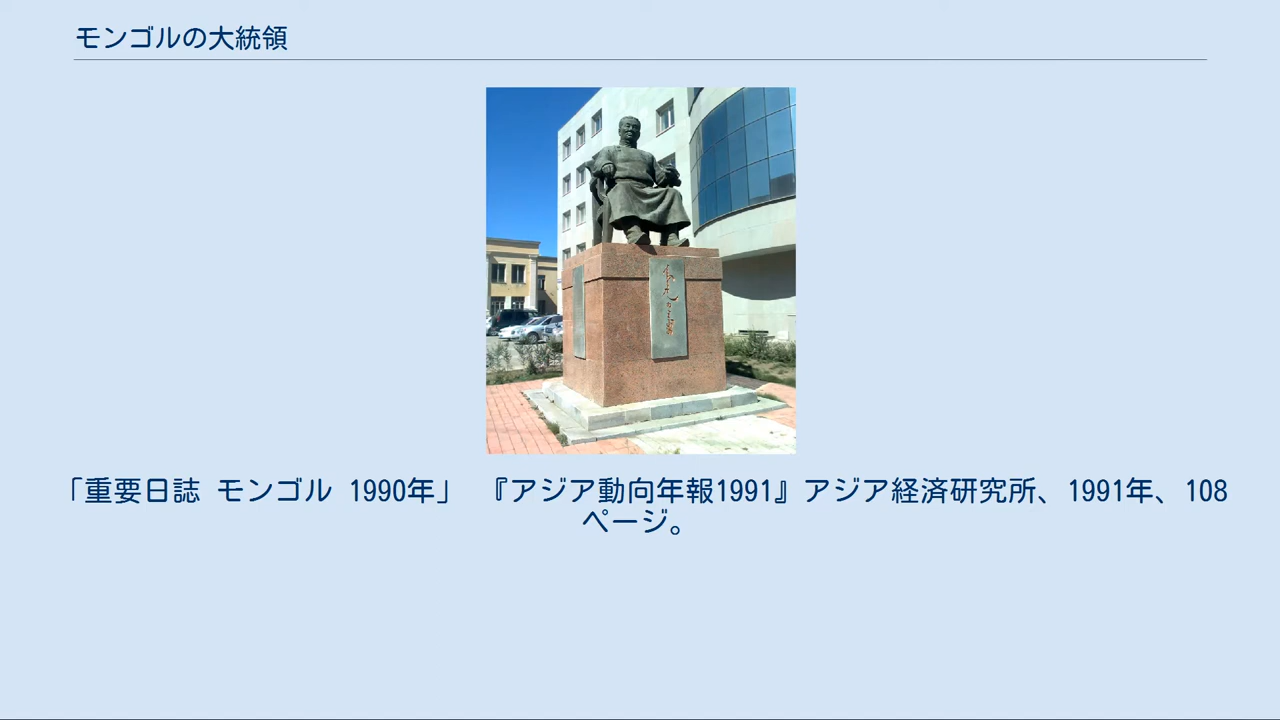 モンゴルの大統領
「重要日誌 モンゴル 1990年」 『アジア動向年報1991』アジア経済研究所、1991年、108
ページ。